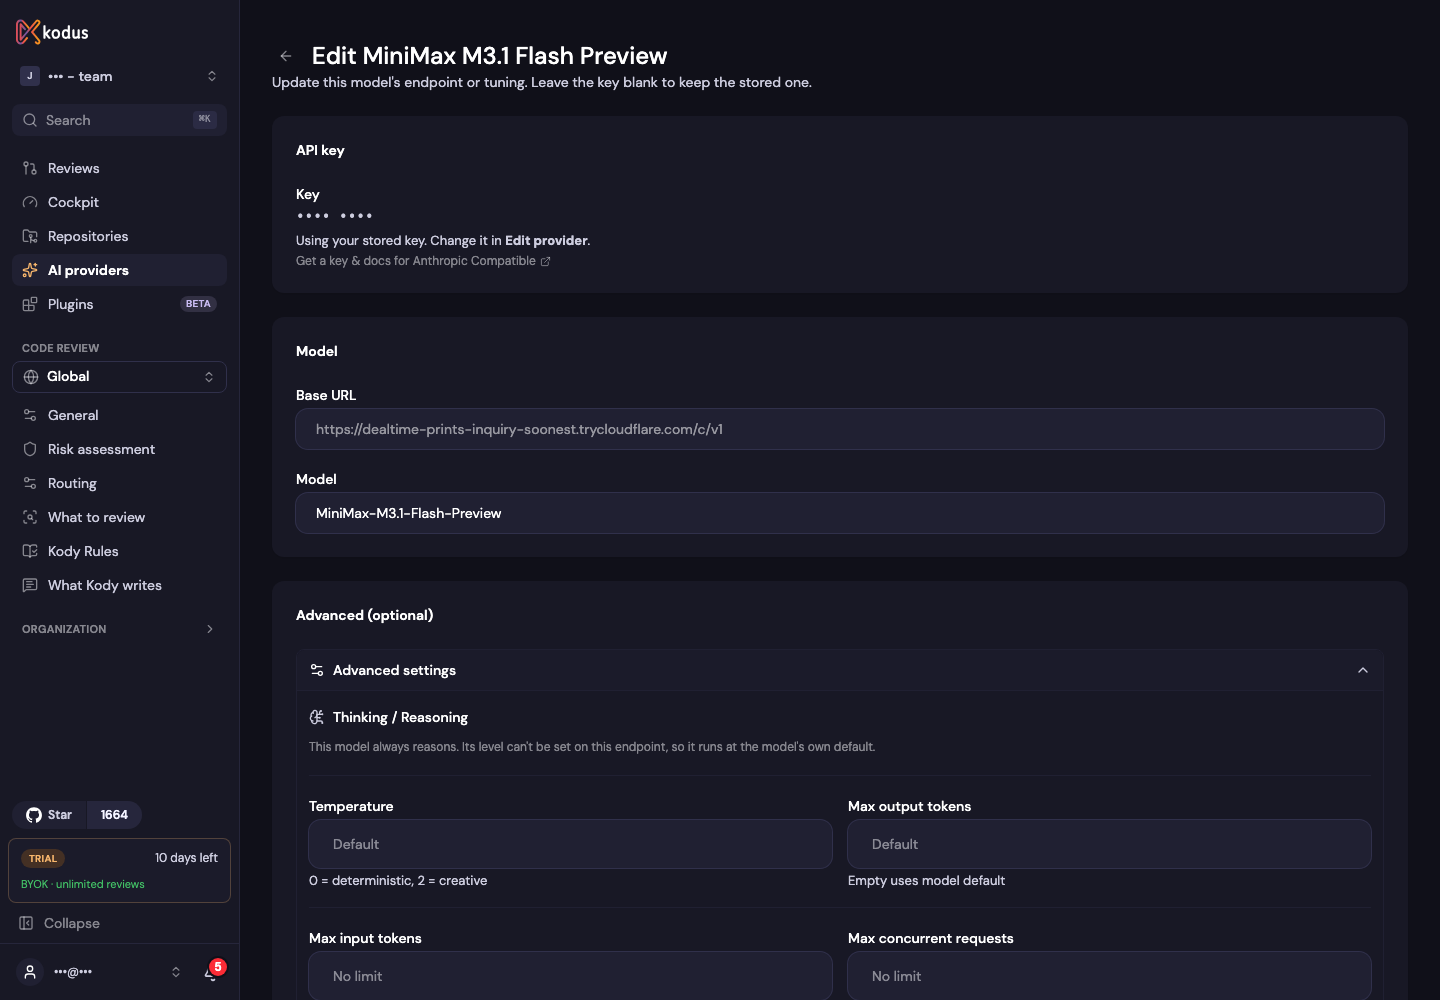 kodus
J ••• - team
Search ⌘K
Reviews
Cockpit
Repositories
AI providers
Plugins BETA
CODE REVIEW
Global
General
Risk assessment
Routing
What to review
Kody Rules
What Kody writes
ORGANIZATION
Star 1664
TRIAL 10 days left
BYOK · unlimited reviews
Collapse
•••@••• 5
Edit MiniMax M3.1 Flash Preview
Update this model's endpoint or tuning. Leave the key blank to keep the stored one.
API key
Key
•••• ••••
Using your stored key. Change it in Edit provider.
Get a key & docs for Anthropic Compatible
Model
Base URL
https://dealtime-prints-inquiry-soonest.trycloudflare.com/c/v1
Model
MiniMax-M3.1-Flash-Preview
Advanced (optional)
Advanced settings
Thinking / Reasoning
This model always reasons. Its level can't be set on this endpoint, so it runs at the model's own default.
Temperature
Default
0 = deterministic, 2 = creative
Max output tokens
Default
Empty uses model default
Max input tokens
No limit
Max concurrent requests
No limit